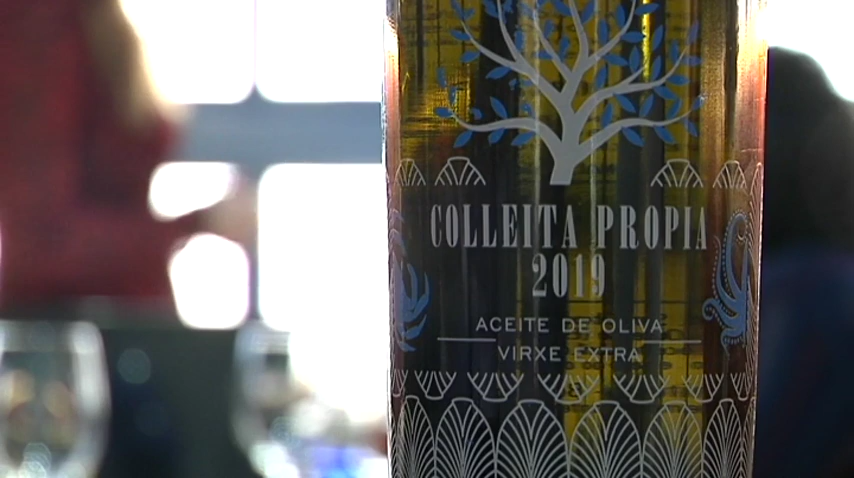 COLLEITA PROPIA
2019
ACEITE DE OLIVA
VIRXE EXTRA